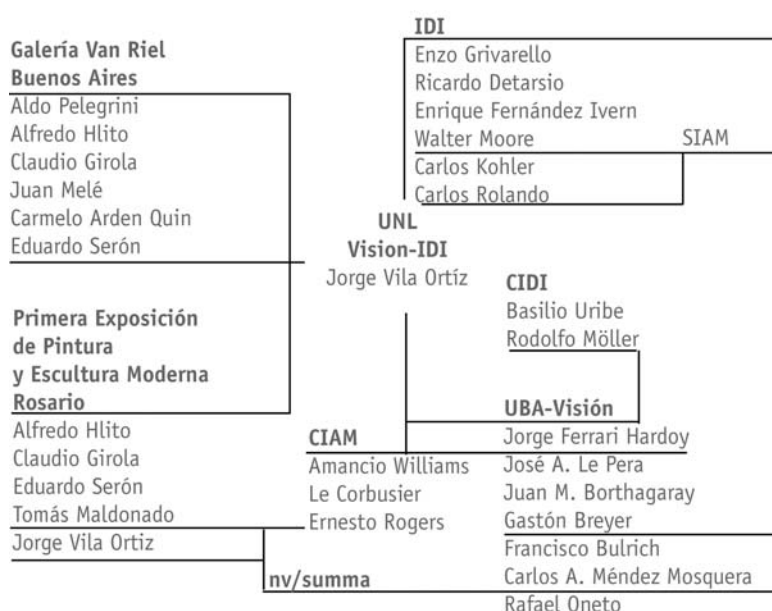 Galería Van Riel
Buenos Aires
Aldo Pelegrini
Alfredo Hlito
Claudio Girola
Juan Melé
Carmelo Arden Quin
Eduardo Serón
Primera Exposición
de Pintura
y Escultura Moderna
Rosario
Alfredo Hlito
Claudio Girola
Eduardo Serón
Tomás Maldonado
Jorge Vila Ortiz
IDI
Enzo Grivarello
Ricardo Detarsio
Enrique Fernández Ivern
Walter Moore SIAM
Carlos Kohler
Carlos Rolando
UNL
Vision-IDI
Jorge Vila Ortíz
CIDI
Basilio Uribe
Rodolfo Möller
CIAM
Amancio Williams
Le Corbusier
Ernesto Rogers
UBA-Visión
Jorge Ferrari Hardoy
José A. Le Pera
Juan M. Borthagaray
Gastón Breyer
Francisco Bulrich
Carlos A. Méndez Mosquera
Rafael Oneto
nv/summa